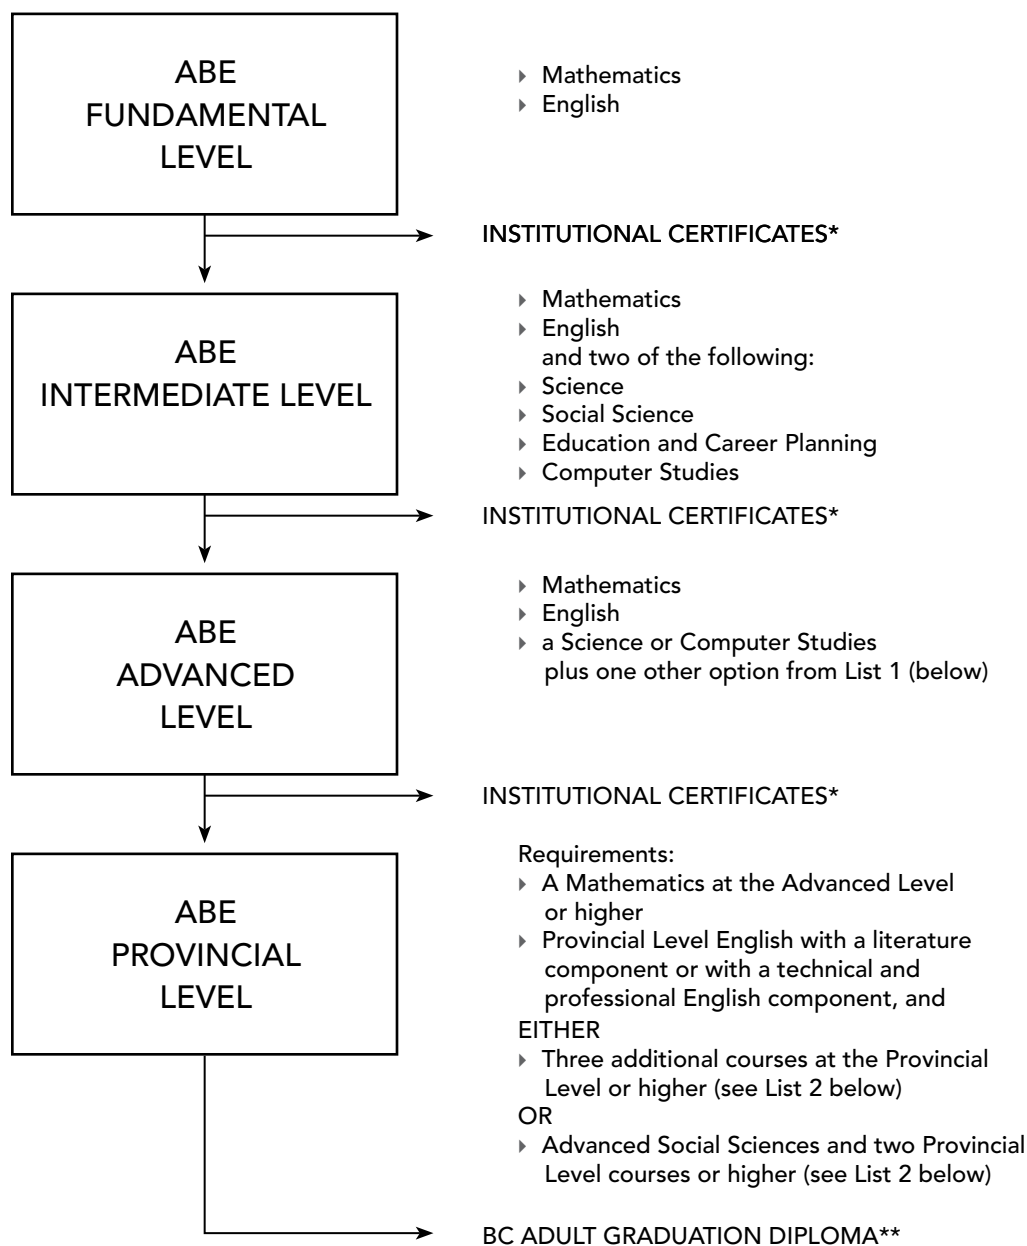 ABE
FUNDAMENTAL
LEVEL
‣ Mathematics
‣ English
INSTITUTIONAL CERTIFICATES*
ABE
INTERMEDIATE LEVEL
‣ Mathematics
‣ English
and two of the following:
‣ Science
‣ Social Science
‣ Education and Career Planning
‣ Computer Studies
INSTITUTIONAL CERTIFICATES*
ABE
ADVANCED
LEVEL
‣ Mathematics
‣ English
‣ a Science or Computer Studies
plus one other option from List 1 (below)
INSTITUTIONAL CERTIFICATES*
ABE
PROVINCIAL
LEVEL
Requirements:
‣ A Mathematics at the Advanced Level
or higher
‣ Provincial Level English with a literature
component or with a technical and
professional English component, and
EITHER
‣ Three additional courses at the Provincial
Level or higher (see List 2 below)
OR
‣ Advanced Social Sciences and two Provincial
Level courses or higher (see List 2 below)
BC ADULT GRADUATION DIPLOMA**